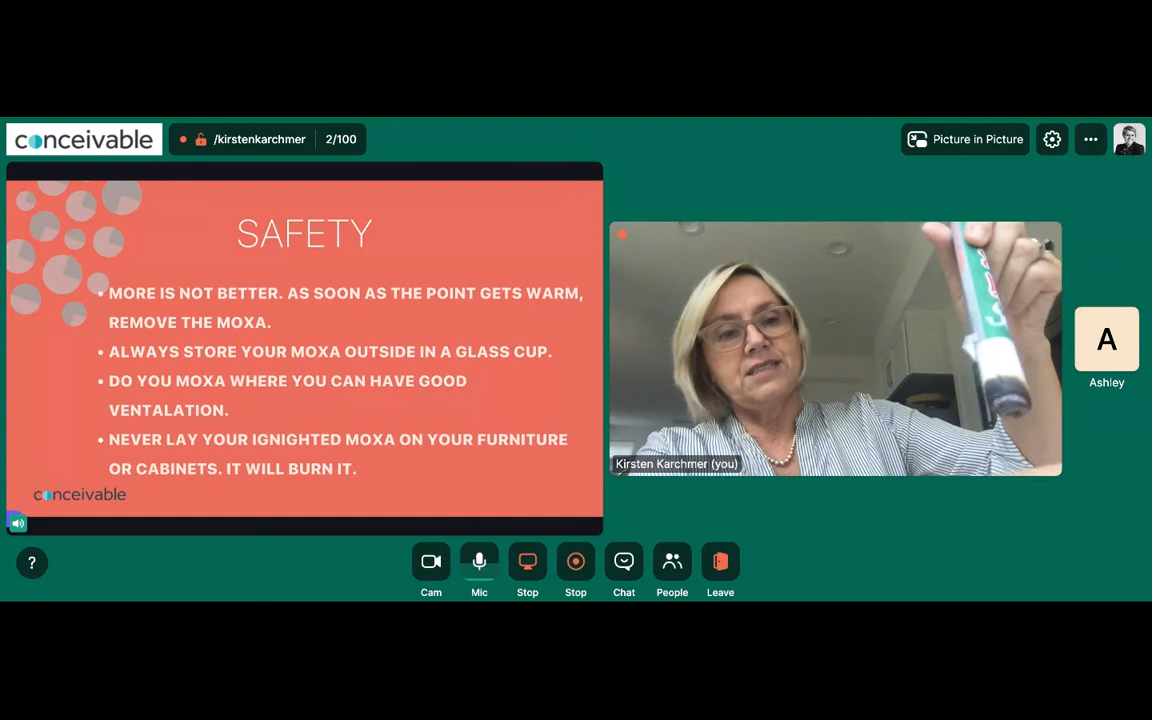 conceivable
/kirstenkarchmer
2/100
Picture in Picture
SAFETY
• MORE IS NOT BETTER. AS SOON AS THE POINT GETS WARM,
REMOVE THE MOXA.
• ALWAYS STORE YOUR MOXA OUTSIDE IN A GLASS CUP.
• DO YOU MOXA WHERE YOU CAN HAVE GOOD
VENTALATION.
• NEVER LAY YOUR IGNIGHTED MOXA ON YOUR FURNITURE
OR CABINETS. IT WILL BURN IT.
conceivable
Kirsten Karchmer (you)
A
Ashley
?
Cam
Mic
Stop
Stop
Chat
People
Leave